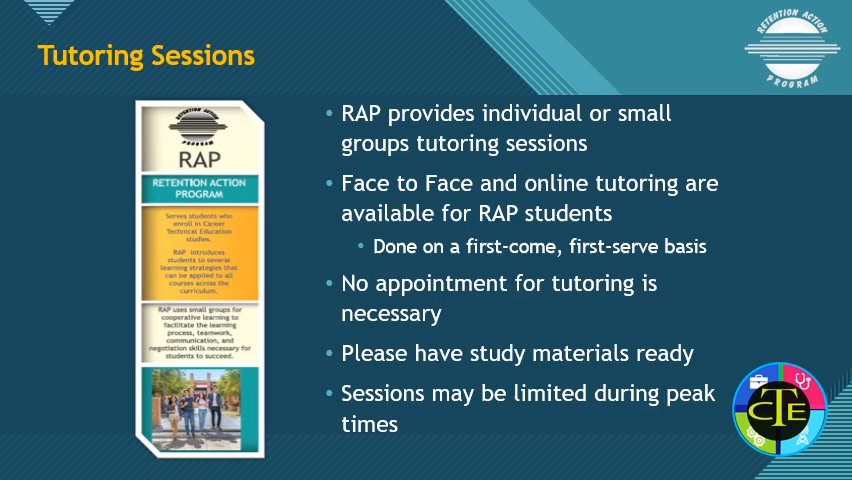 Tutoring Sessions
RETENTION ACTION
PROGRAM
RETENTION ACTION
PROGRAM
RAP
RETENTION ACTION
PROGRAM
Serves students who
enroll in Career
Technical Education
studies.
RAP introduces
students to several
learning strategies that
can be applied to all
courses across the
curriculum.
RAP uses small groups for
cooperative learning to
facilitate the learning
process, teamwork,
communication, and
negotiation skills necessary for
students to succeed.
• RAP provides individual or small
groups tutoring sessions
• Face to Face and online tutoring are
available for RAP students
• Done on a first-come, first-serve basis
• No appointment for tutoring is
necessary
• Please have study materials ready
• Sessions may be limited during peak
times
CTE